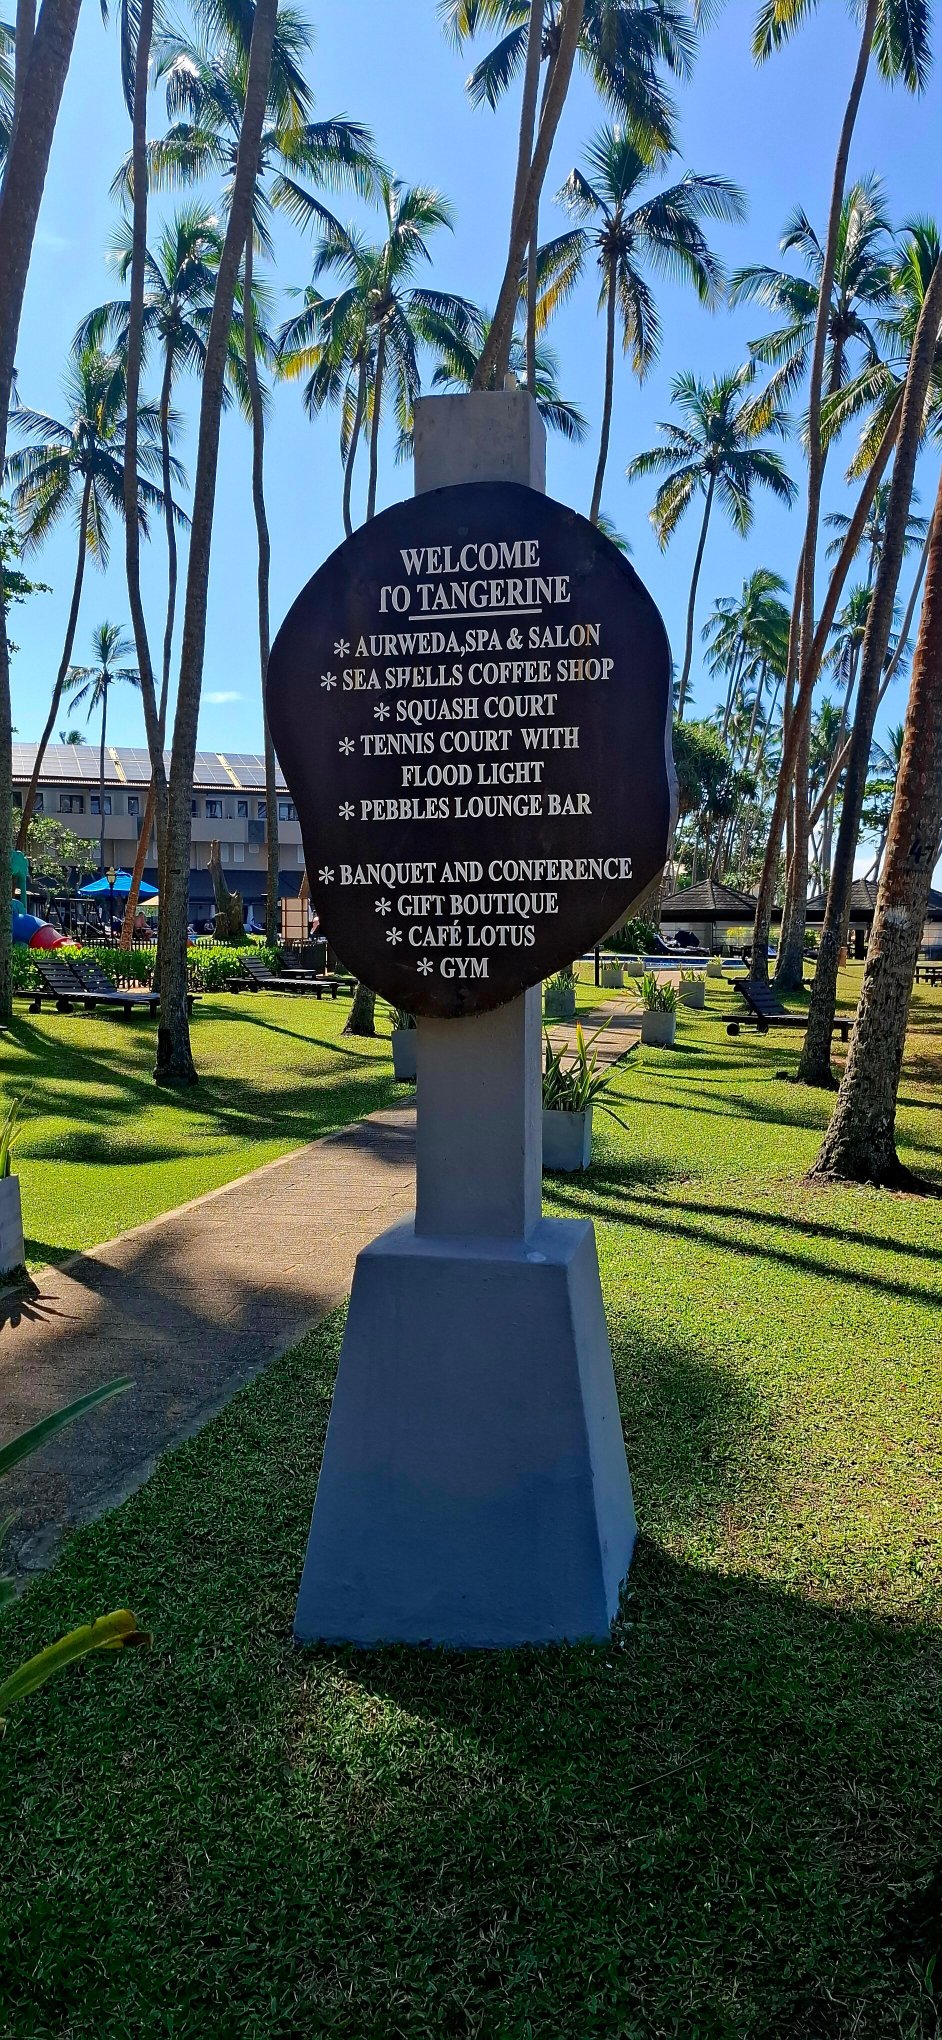 WELCOME
TO TANGERINE
* AURWEDA,SPA & SALON
* SEA SHELLS COFFEE SHOP
* SQUASH COURT
* TENNIS COURT WITH
FLOOD LIGHT
* PEBBLES LOUNGE BAR
* BANQUET AND CONFERENCE
* GIFT BOUTIQUE
* CAFÉ LOTUS
* GYM
47